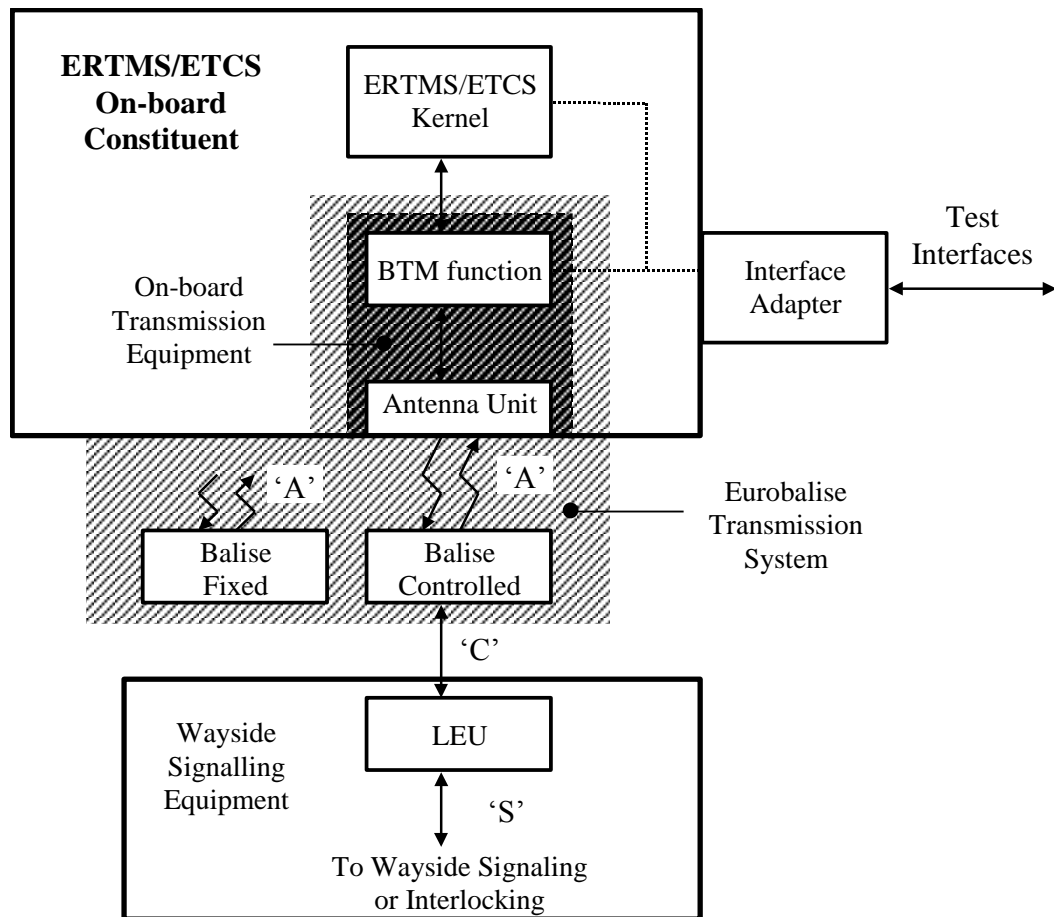 ERTMS/ETCS
On-board
Constituent
ERTMS/ETCS
Kernel
BTM function
On-board
Transmission
Equipment
Antenna Unit
Interface
Adapter
Test
Interfaces
‘A’
‘A’
Balise
Fixed
Balise
Controlled
Eurobalise
Transmission
System
‘C’
Wayside
Signalling
Equipment
LEU
‘S’
To Wayside Signaling
or Interlocking